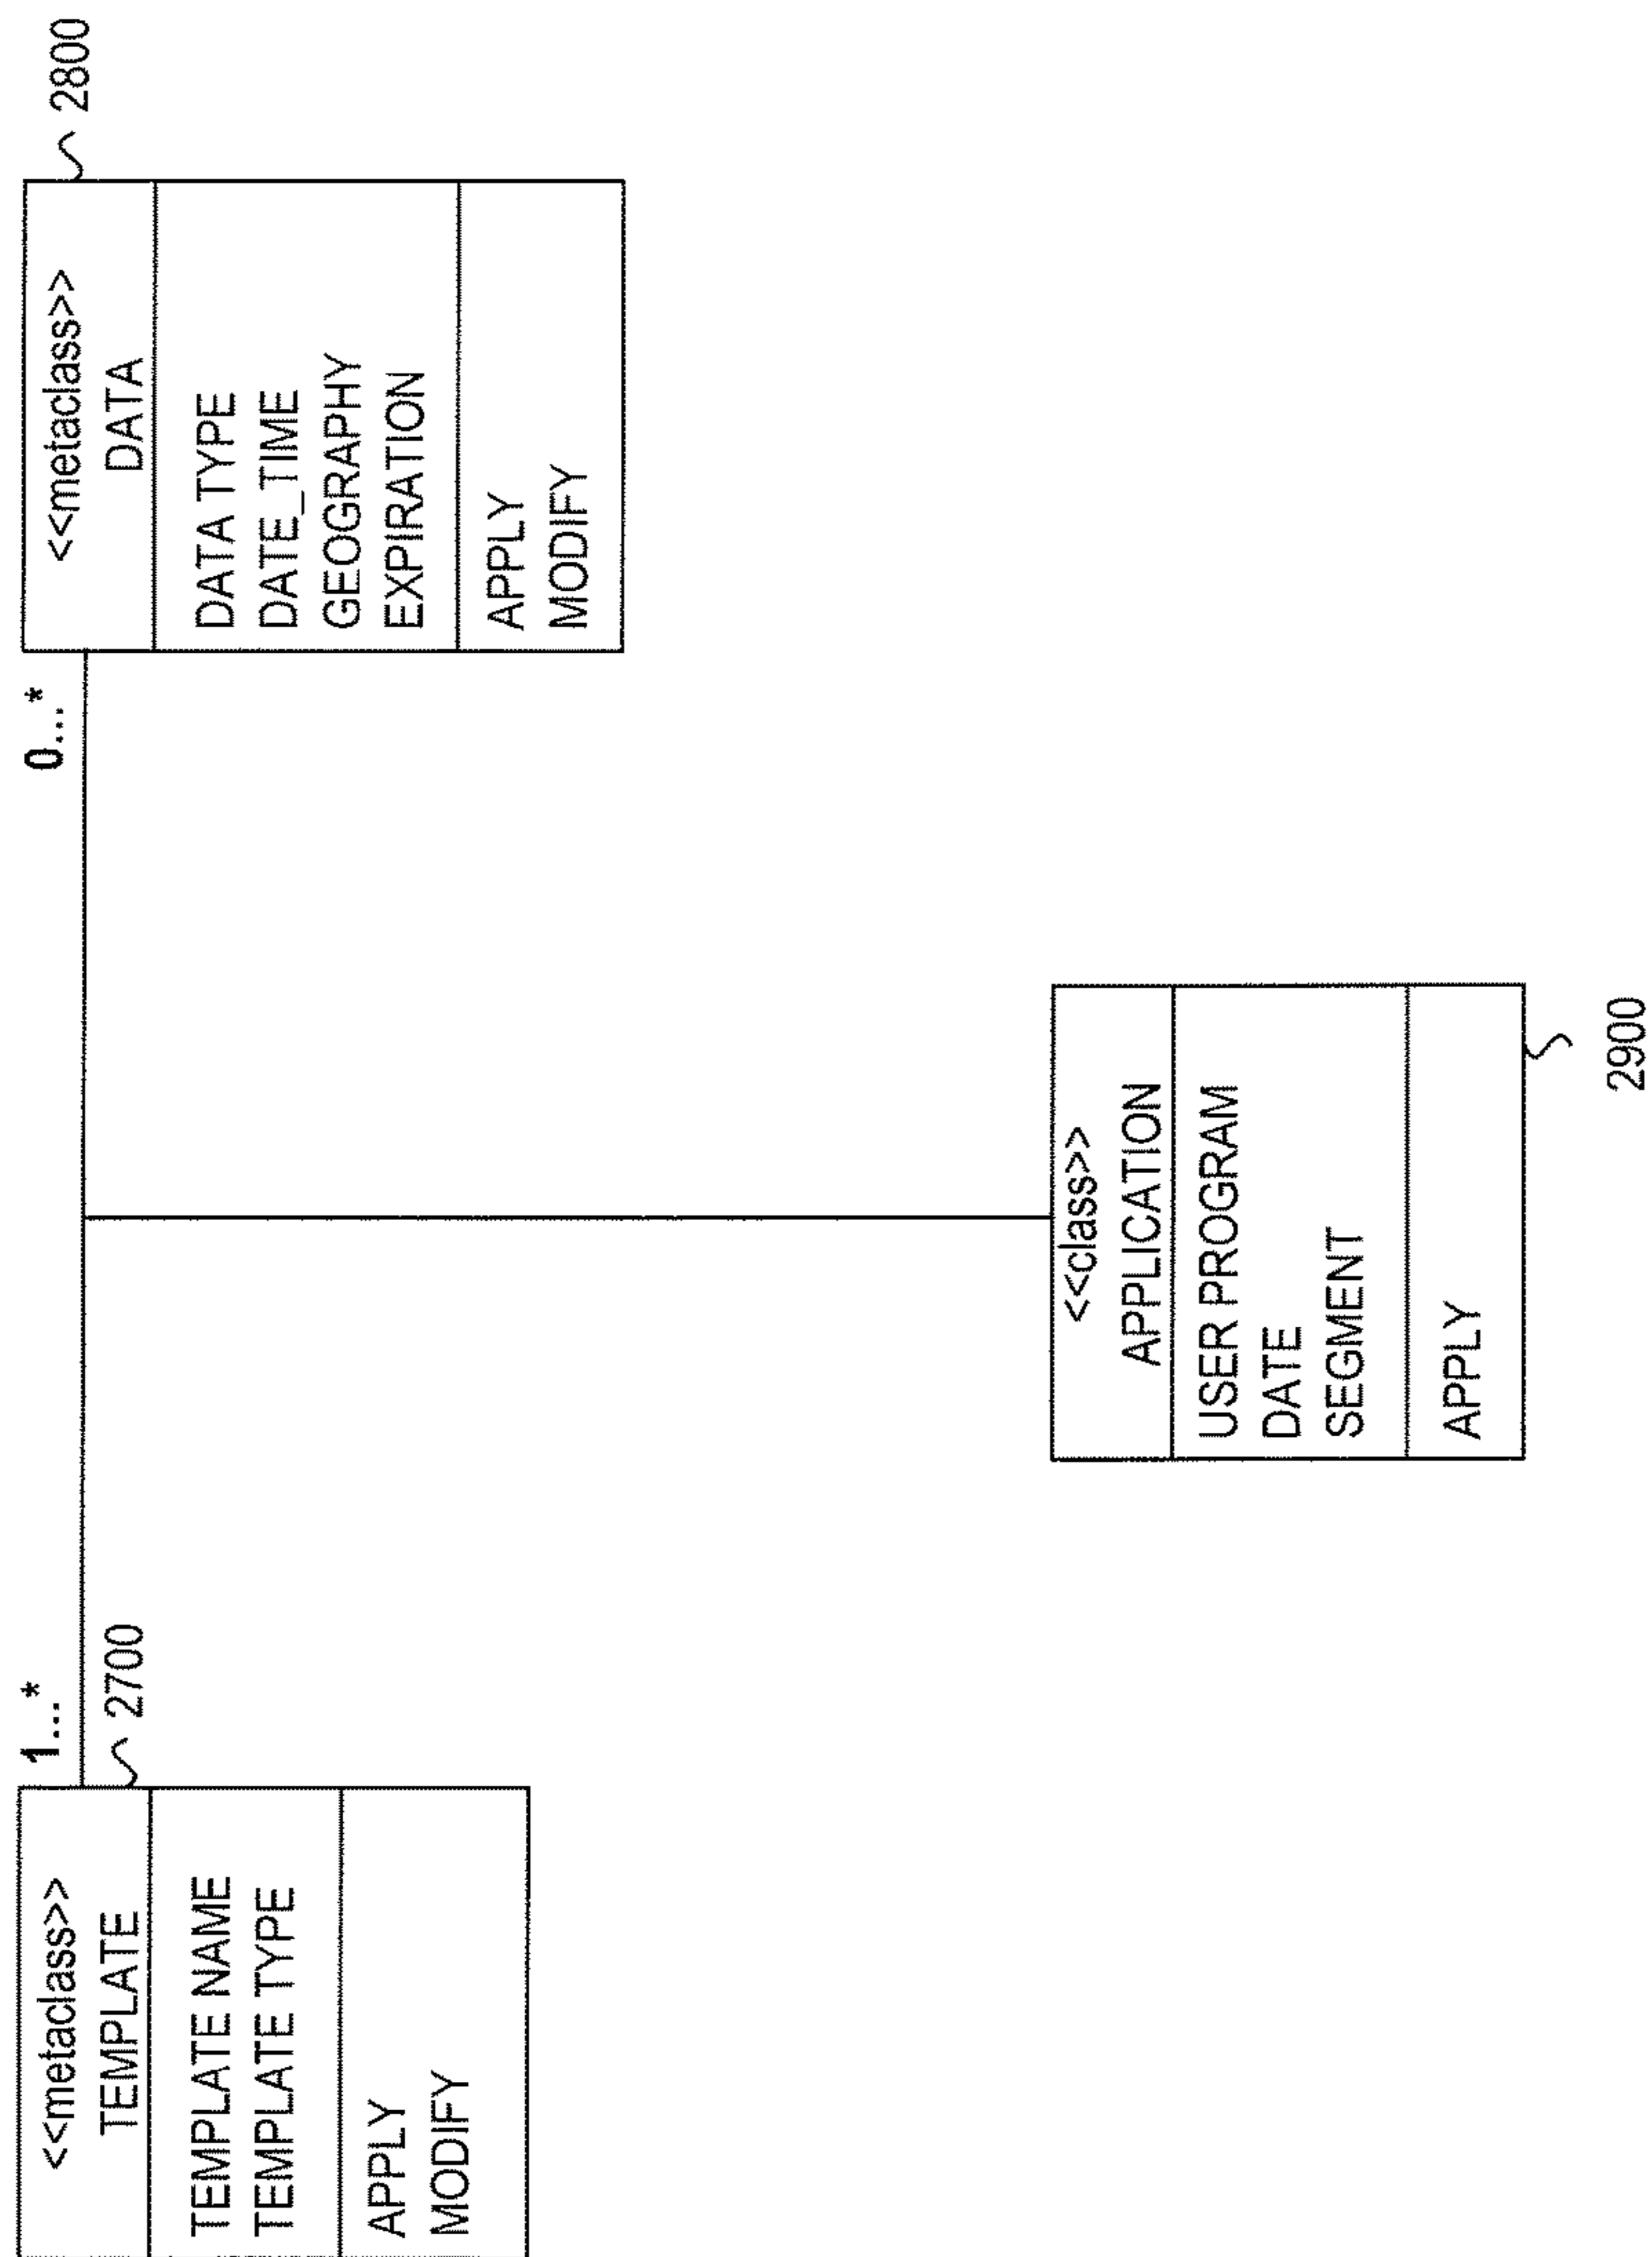 <<metaclass>>
TEMPLATE
TEMPLATE NAME
TEMPLATE TYPE
APPLY
MODIFY
1...*
2700
<<class>>
APPLICATION
USER PROGRAM
DATE
SEGMENT
APPLY
2900
0...*
<<metaclass>>
DATA
DATA TYPE
DATE_TIME
GEOGRAPHY
EXPIRATION
APPLY
MODIFY
2800